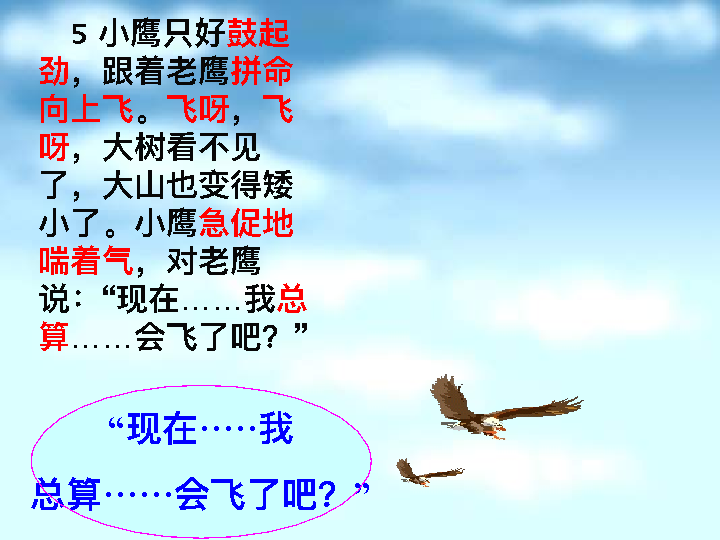 5 小鹰只好鼓起
劲，跟着老鹰拼命
向上飞。飞呀，飞
呀，大树看不见
了，大山也变得矮
小了。小鹰急促地
喘着气，对老鹰
说：“现在……我总
算……会飞了吧？”
“现在·····我
总算······会飞了吧？”